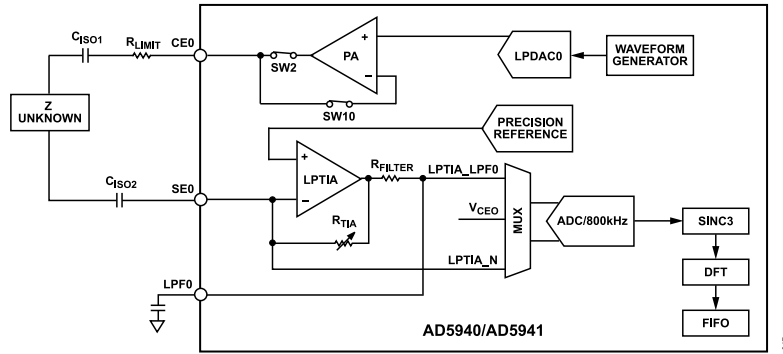 CISO1
RLIMIT
CE0
SW2
PA
+
−
SW10
LPDAC0
WAVEFORM
GENERATOR
Z
UNKNOWN
PRECISION
REFERENCE
CISO2
SE0
+
LPTIA
−
RFILTER
LPTIA_LPF0
RTIA
VCEO
MUX
ADC/800kHz
SINC3
LPTIA_N
DFT
LPF0
FIFO
AD5940/AD5941